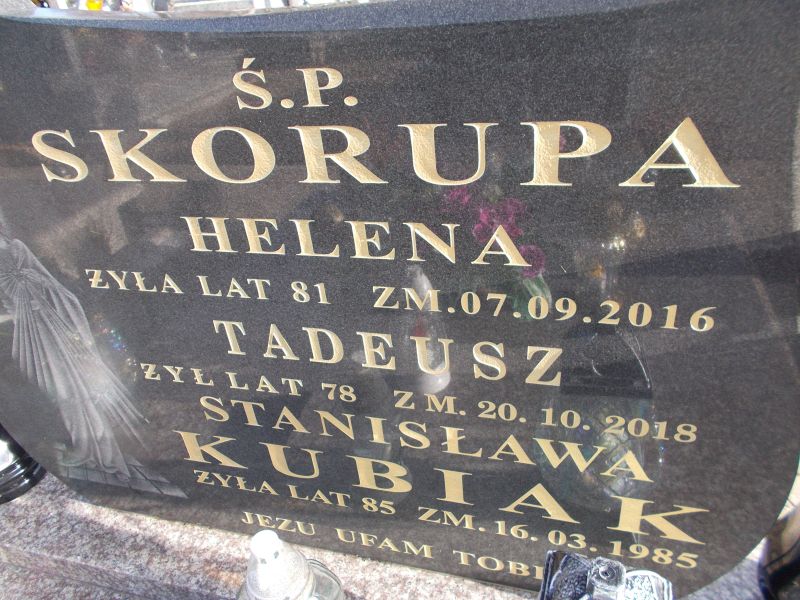 Ś.P.
SKORUPA
HELENA
ŻYŁA LAT 81 ZM.07.09.2016
TADEUSZ
ŻYŁ LAT 78 ZM. 20. 10. 2018
STANISŁAWA
KUBIAK
ŻYŁA LAT 85 ZM. 16. 03. 1985
JEZU UFAM